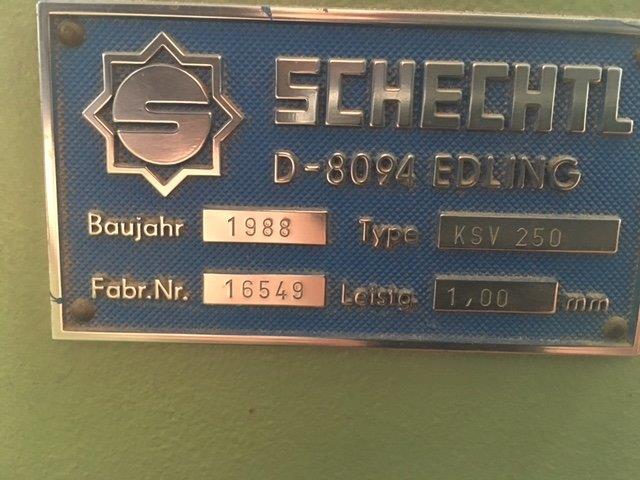 S
SCHECHTL
D-8094 EDLING
Baujahr 1988 Type KSV 250
Fabr.Nr. 16549 Leistg. 1,00 mm